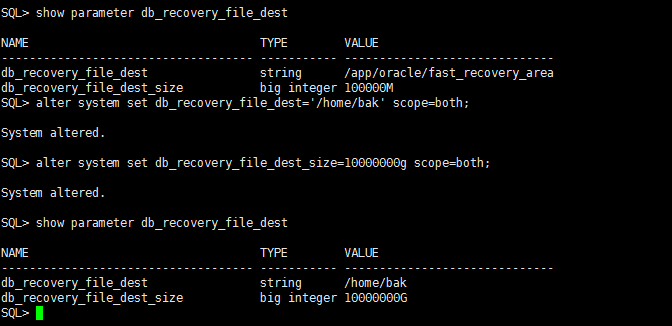 SQL> show parameter db_recovery_file_dest
NAME                                 TYPE        VALUE
------------------------------------ ----------- ------------------------------
db_recovery_file_dest                string      /app/oracle/fast_recovery_area
db_recovery_file_dest_size           big integer 100000M
SQL> alter system set db_recovery_file_dest='/home/bak' scope=both;
System altered.
SQL> alter system set db_recovery_file_dest_size=10000000g scope=both;
System altered.
SQL> show parameter db_recovery_file_dest
NAME                                 TYPE        VALUE
------------------------------------ ----------- ------------------------------
db_recovery_file_dest                string      /home/bak
db_recovery_file_dest_size           big integer 10000000G
SQL>